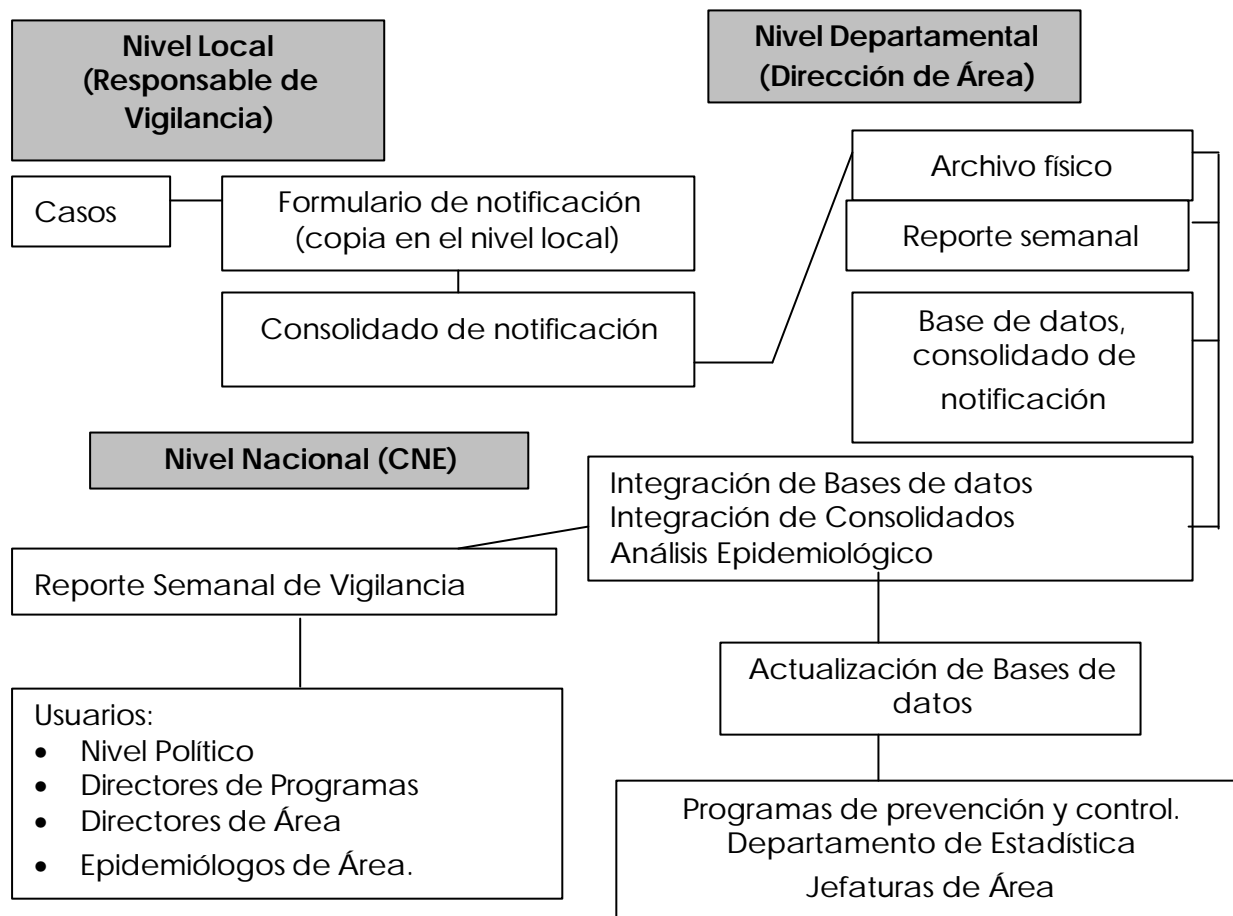 Nivel Local
(Responsable de
Vigilancia)
Nivel Departamental
(Dirección de Área)
Casos
Formulario de notificación
(copia en el nivel local)
Consolidado de notificación
Archivo físico
Reporte semanal
Base de datos,
consolidado de
notificación
Nivel Nacional (CNE)
Integración de Bases de datos
Integración de Consolidados
Análisis Epidemiológico
Reporte Semanal de Vigilancia
Actualización de Bases de
datos
Usuarios:
• Nivel Político
• Directores de Programas
• Directores de Área
• Epidemiólogos de Área.
Programas de prevención y control.
Departamento de Estadística
Jefaturas de Área